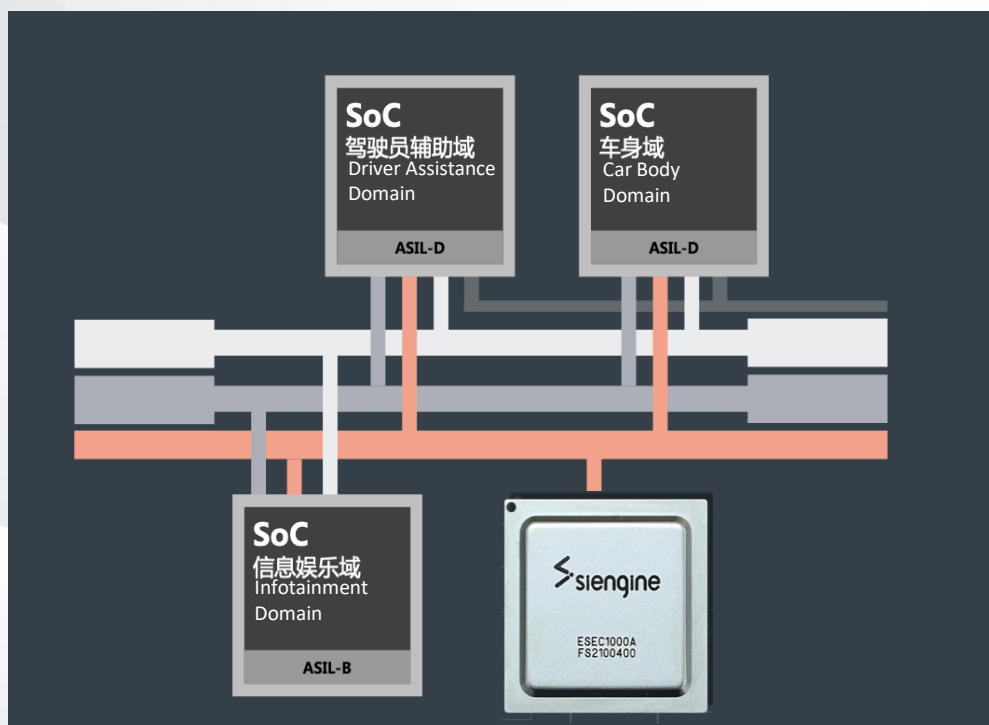 SoC
驾驶员辅助域
Driver Assistance
Domain
ASIL-D
SoC
车身域
Car Body
Domain
ASIL-D
SoC
信息娱乐域
Infotainment
Domain
ASIL-B
siengine
ESEC1000A
FS2100400